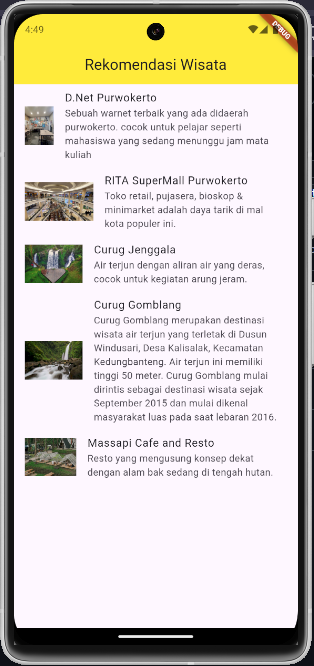 4:49
DEBUG
Rekomendasi Wisata
D.Net Purwokerto
Sebuah warnet terbaik yang ada didaerah
purwokerto. cocok untuk pelajar seperti
mahasiswa yang sedang menunggu jam mata
kuliah
RITA SuperMall Purwokerto
Toko retail, pujasera, bioskop &
minimarket adalah daya tarik di mal
kota populer ini.
Curug Jenggala
Air terjun dengan aliran air yang deras,
cocok untuk kegiatan arung jeram.
Curug Gomblang
Curug Gomblang merupakan destinasi
wisata air terjun yang terletak di Dusun
Windusari, Desa Kalisalak, Kecamatan
Kedungbanteng. Air terjun ini memiliki
tinggi 50 meter. Curug Gomblang mulai
dirintis sebagai destinasi wisata sejak
September 2015 dan mulai dikenal
masyarakat luas pada saat lebaran 2016.
Massapi Cafe and Resto
Resto yang mengusung konsep dekat
dengan alam bak sedang di tengah hutan.